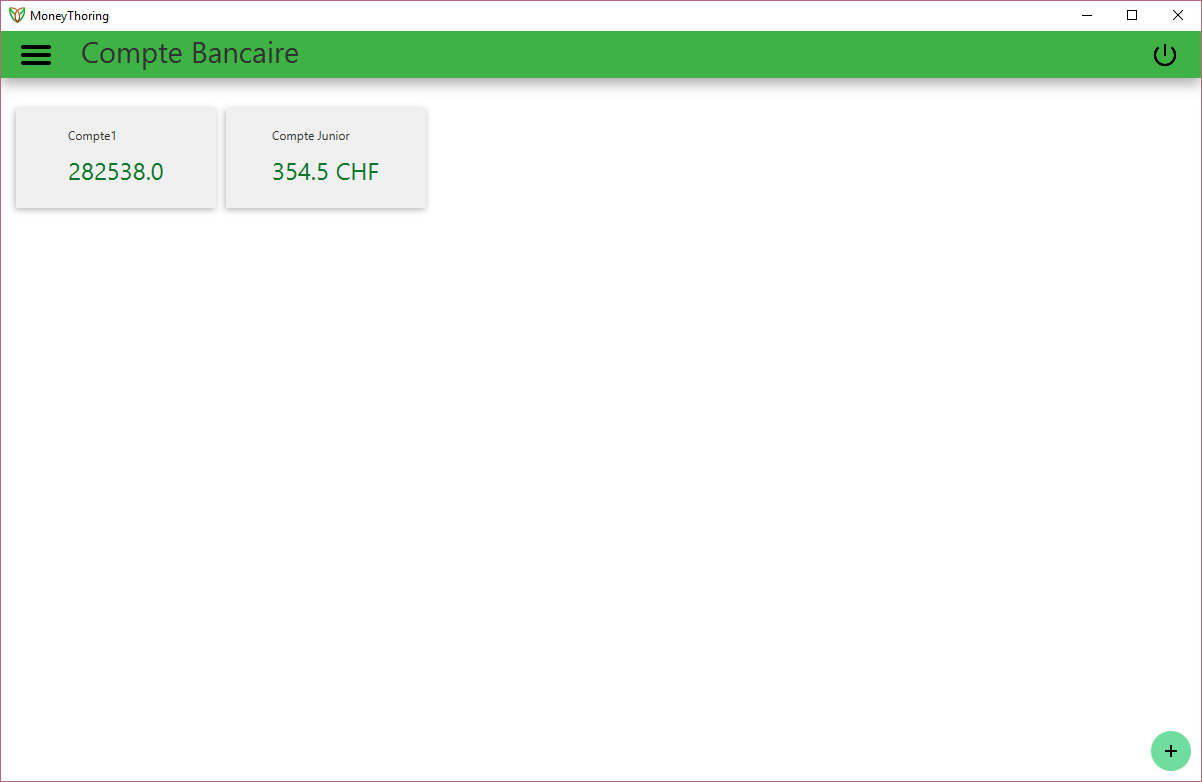 MoneyThoring
Compte Bancaire
Compte1
282538.0
Compte Junior
354.5 CHF